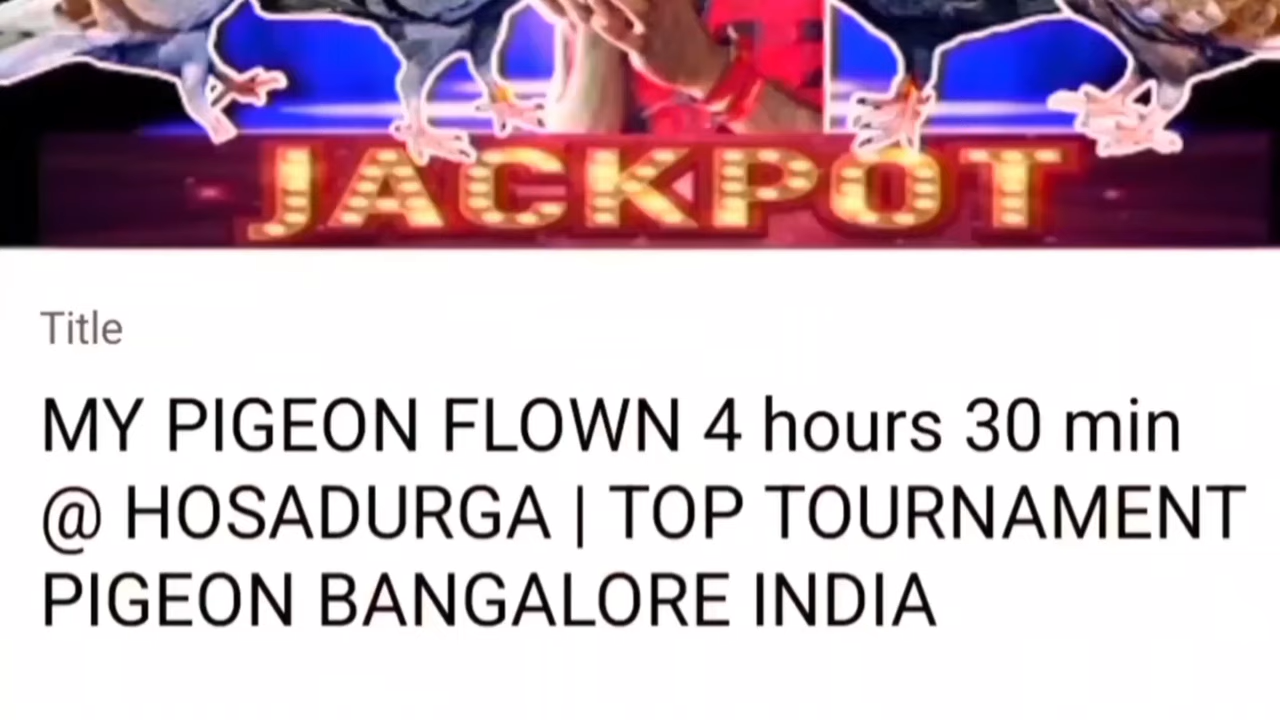 JACKPOT
Title
MY PIGEON FLOWN 4 hours 30 min
@ HOSADURGA | TOP TOURNAMENT
PIGEON BANGALORE INDIA